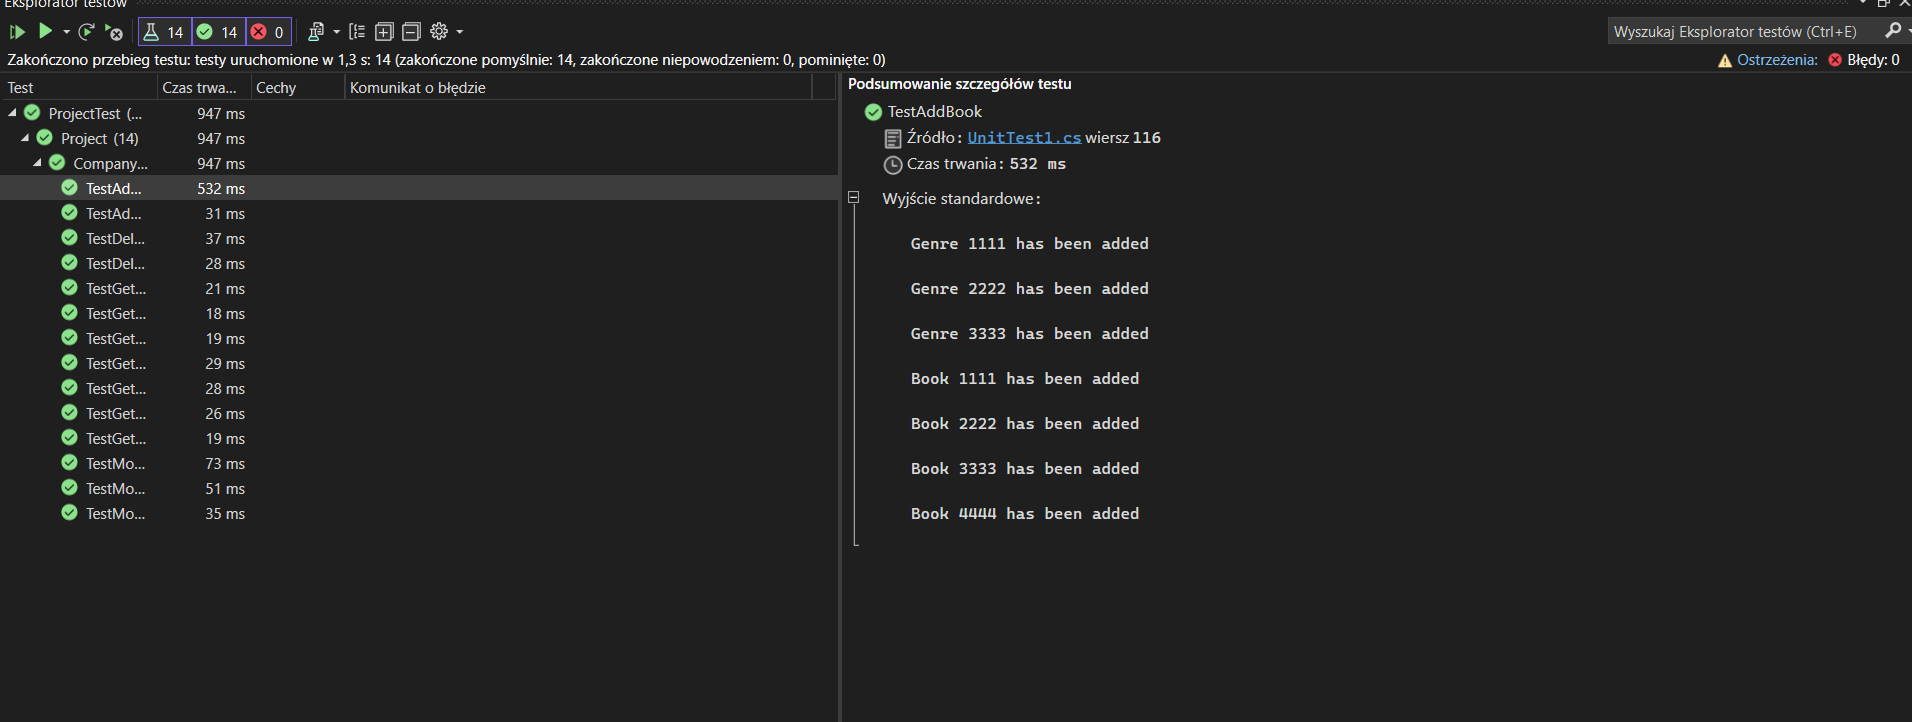 Eksplorator testów
14 14 0
Wyszukaj Eksplorator testów (Ctrl+E)
Zakończono przebieg testu: testy uruchomione w 1,3 s: 14 (zakończone pomyślnie: 14, zakończone niepowodzeniem: 0, pominięte: 0)
Ostrzeżenia: Błędy: 0
Test Czas trwa... Cechy Komunikat o błędzie
ProjectTest (... 947 ms
Project (14) 947 ms
Company... 947 ms
TestAd... 532 ms
TestAd... 31 ms
TestDel... 37 ms
TestDel... 28 ms
TestGet... 21 ms
TestGet... 18 ms
TestGet... 19 ms
TestGet... 29 ms
TestGet... 28 ms
TestGet... 26 ms
TestGet... 19 ms
TestMo... 73 ms
TestMo... 51 ms
TestMo... 35 ms
Podsumowanie szczegółów testu
TestAddBook
Źródło: UnitTest1.cs wiersz 116
Czas trwania: 532 ms
Wyjście standardowe:
Genre 1111 has been added
Genre 2222 has been added
Genre 3333 has been added
Book 1111 has been added
Book 2222 has been added
Book 3333 has been added
Book 4444 has been added